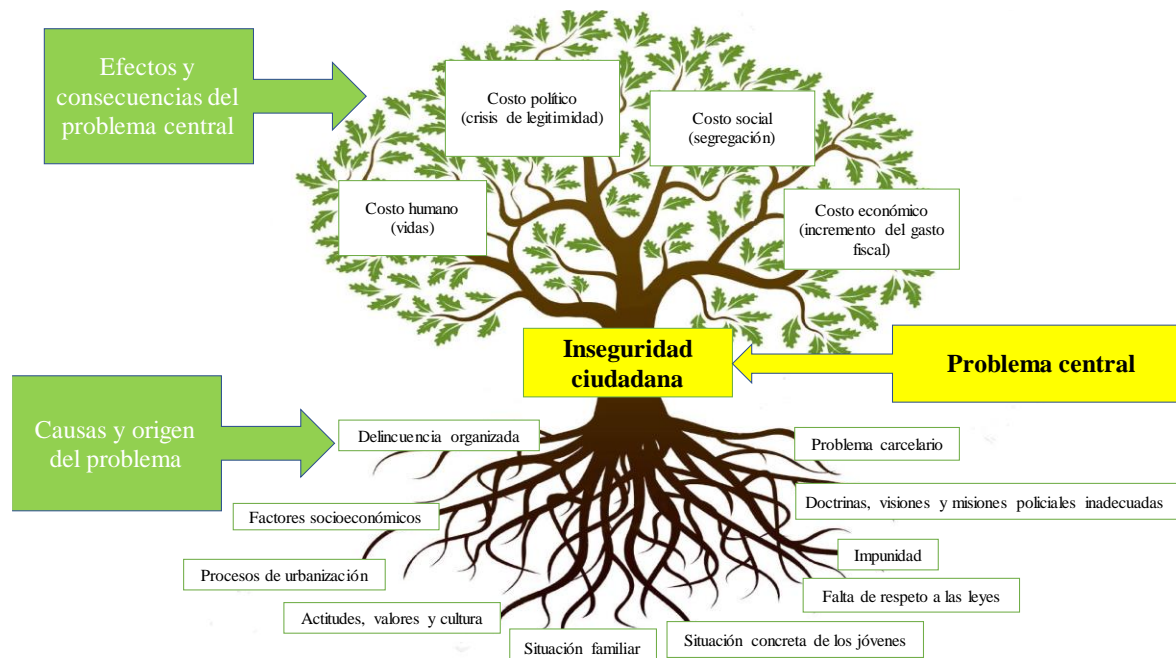 Efectos y
consecuencias del
problema central
Costo político
(crisis de legitimidad)
Costo social
(segregación)
Costo humano
(vidas)
Costo económico
(incremento del gasto
fiscal)
Inseguridad
ciudadana
Problema central
Causas y origen
del problema
Delincuencia organizada
Problema carcelario
Factores socioeconómicos
Doctrinas, visiones y misiones policiales inadecuadas
Procesos de urbanización
Impunidad
Actitudes, valores y cultura
Falta de respeto a las leyes
Situación familiar
Situación concreta de los jóvenes